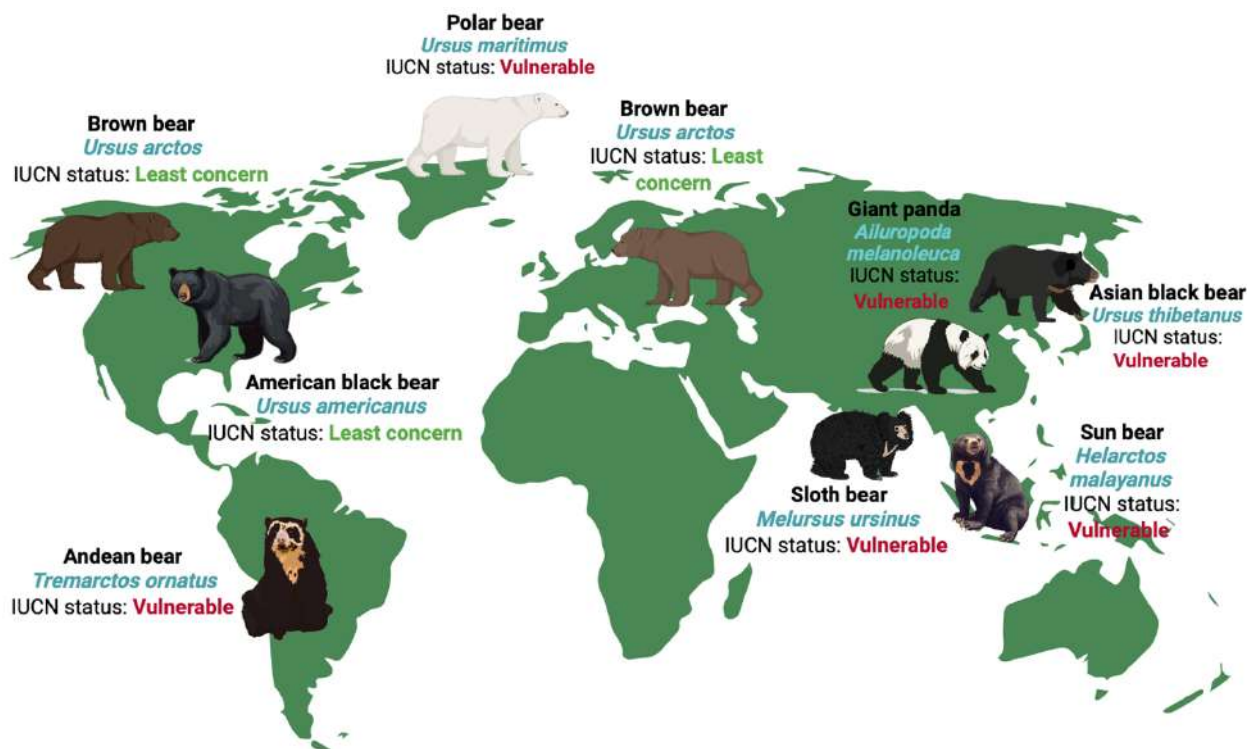 Polar bear
Ursus maritimus
IUCN status: Vulnerable
Brown bear
Ursus arctos
IUCN status: Least concern
Brown bear
Ursus arctos
IUCN status: Least
concern
Giant panda
Ailuropoda
melanoleuca
IUCN status:
Vulnerable
Asian black bear
Ursus thibetanus
IUCN status:
Vulnerable
American black bear
Ursus americanus
IUCN status: Least concern
Sun bear
Helarctos
malayanus
IUCN status:
Vulnerable
Sloth bear
Melursus ursinus
IUCN status: Vulnerable
Andean bear
Tremarctos ornatus
IUCN status: Vulnerable